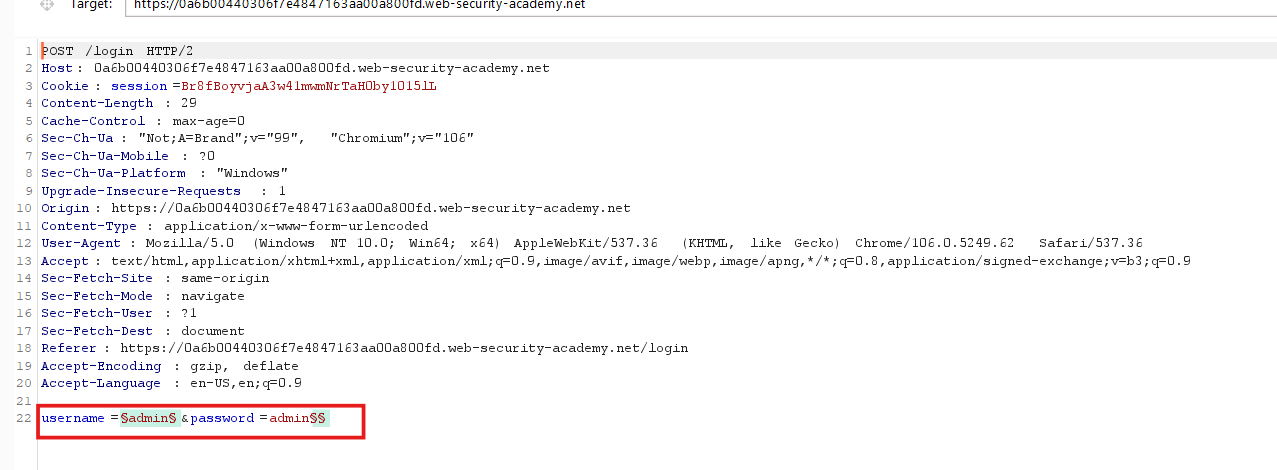 Target: https://0a6b00440306f7e4847163aa00a800fd.web-security-academy.net
1 POST /login HTTP/2
2 Host : 0a6b00440306f7e4847163aa00a800fd.web-security-academy.net
3 Cookie : session =Br8fBoyvjaA3w41mwmNrTaHOby1O15lL
4 Content-Length : 29
5 Cache-Control : max-age=0
6 Sec-Ch-Ua : "Not;A=Brand";v="99", "Chromium";v="106"
7 Sec-Ch-Ua-Mobile : ?0
8 Sec-Ch-Ua-Platform : "Windows"
9 Upgrade-Insecure-Requests : 1
10 Origin : https://0a6b00440306f7e4847163aa00a800fd.web-security-academy.net
11 Content-Type : application/x-www-form-urlencoded
12 User-Agent : Mozilla/5.0 (Windows NT 10.0; Win64; x64) AppleWebKit/537.36 (KHTML, like Gecko) Chrome/106.0.5249.62 Safari/537.36
13 Accept : text/html,application/xhtml+xml,application/xml;q=0.9,image/avif,image/webp,image/apng,*/*;q=0.8,application/signed-exchange;v=b3;q=0.9
14 Sec-Fetch-Site : same-origin
15 Sec-Fetch-Mode : navigate
16 Sec-Fetch-User : ?1
17 Sec-Fetch-Dest : document
18 Referer : https://0a6b00440306f7e4847163aa00a800fd.web-security-academy.net/login
19 Accept-Encoding : gzip, deflate
20 Accept-Language : en-US,en;q=0.9
21
22 username =§admin§ &password =admin§§